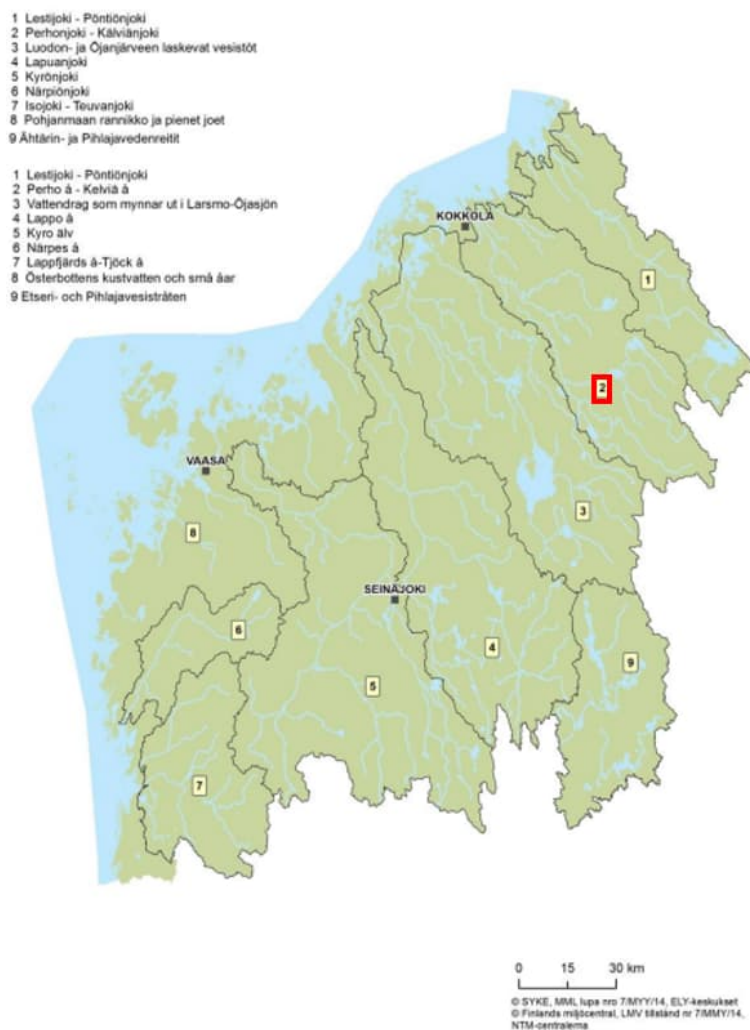 1 Lestijoki - Pöntiönjoki
2 Perhonjoki - Kälviänjoki
3 Luodon- ja Öjanjärveen laskevat vesistöt
4 Lapuanjoki
5 Kyrönjoki
6 Närpiönjoki
7 Isojoki - Teuvanjoki
8 Pohjanmaan rannikko ja pienet joet
9 Ähtärin- ja Pihlajavedenreitit
1 Lestijoki - Pöntiönjoki
2 Perho å - Kelviå å
3 Vattendrag som mynnar ut i Larsmo-Öjasjön
4 Lappo å
5 Kyro älv
6 Närpes å
7 Lappfjärds å-Tjöck å
8 Österbottens kustvatten och små åar
9 Etseri- och Pihlajavesistråten
KOKKOLA
1
2
VAASA
3
8
SEINÄJOKI
6
4
9
5
7
0 15 30 km
© SYKE, MML lupa nro 7/MYY/14, ELY-keskukset
© Finlands miljöcentral, LMV tillstånd nr 7/MMY/14,
NTM-centralerna